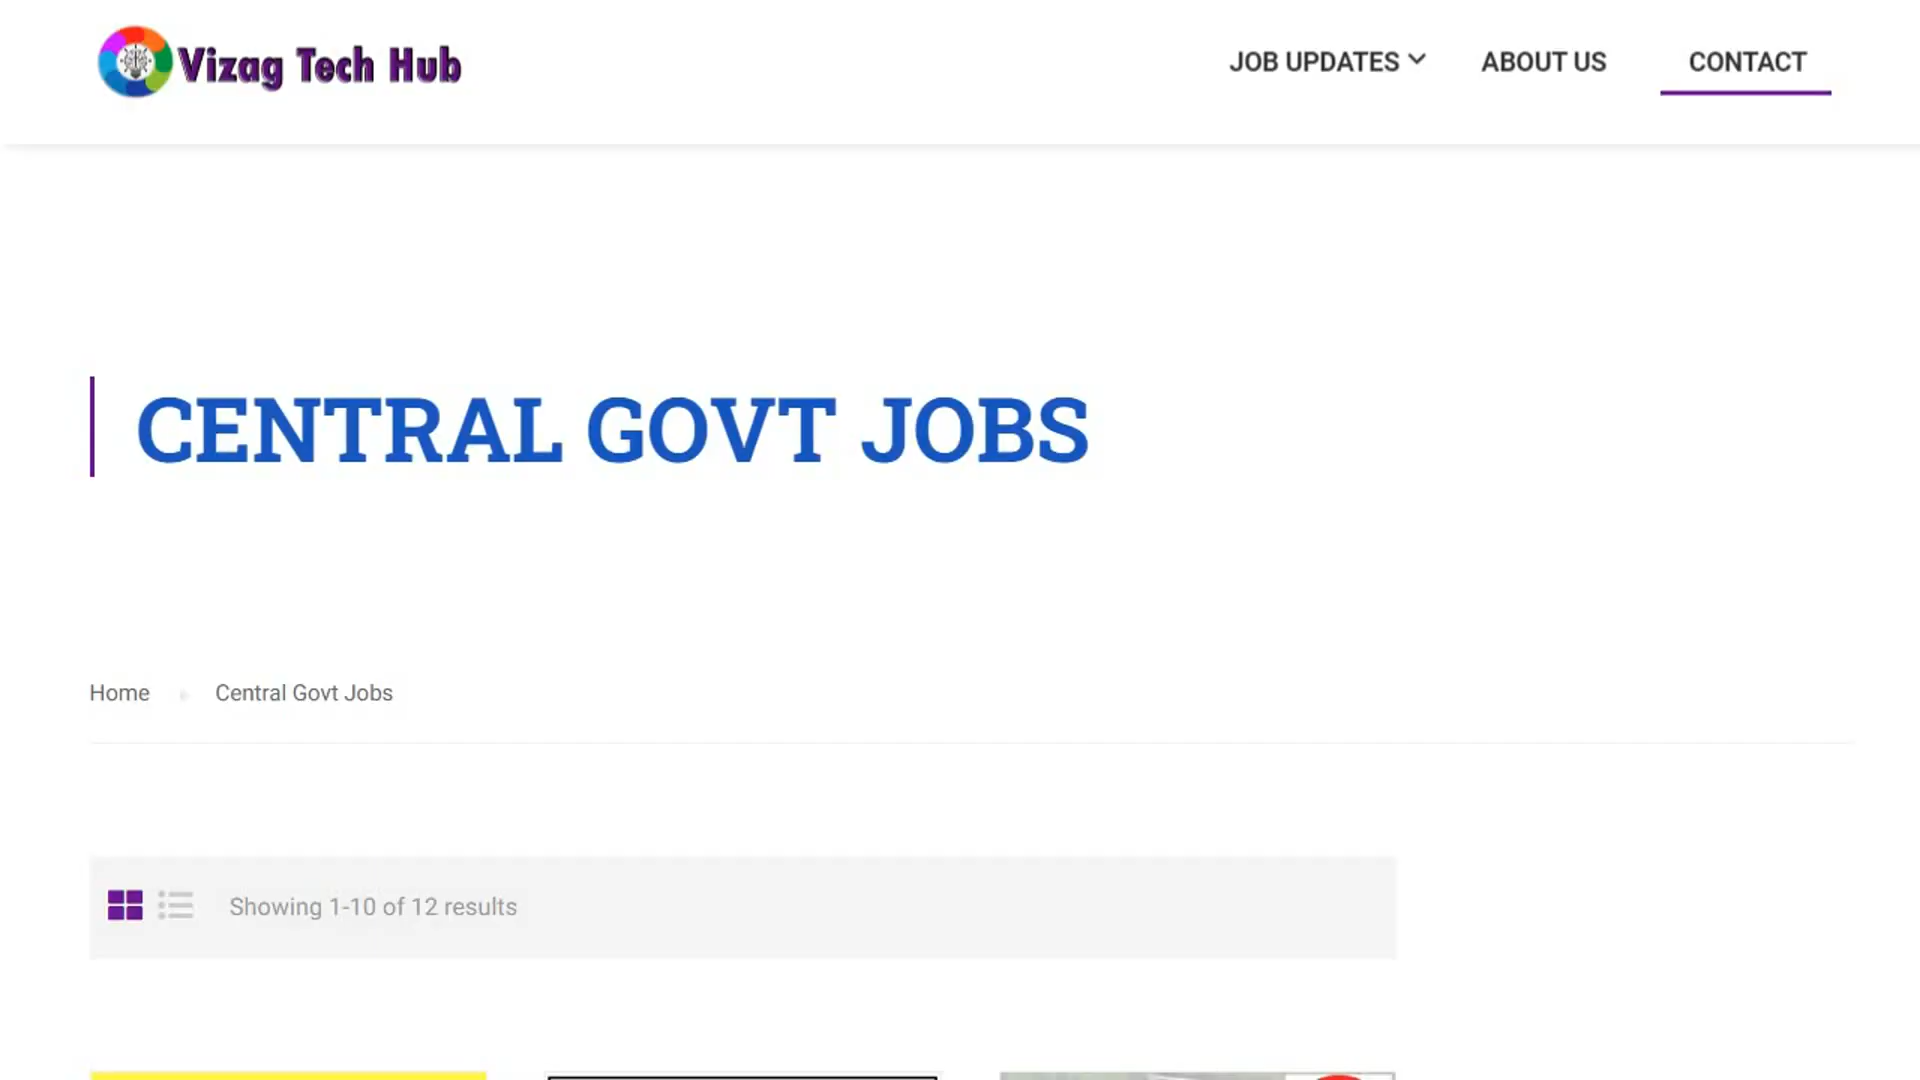 Vizag Tech Hub
JOB UPDATES
ABOUT US
CONTACT
CENTRAL GOVT JOBS
Home
Central Govt Jobs
Showing 1-10 of 12 results